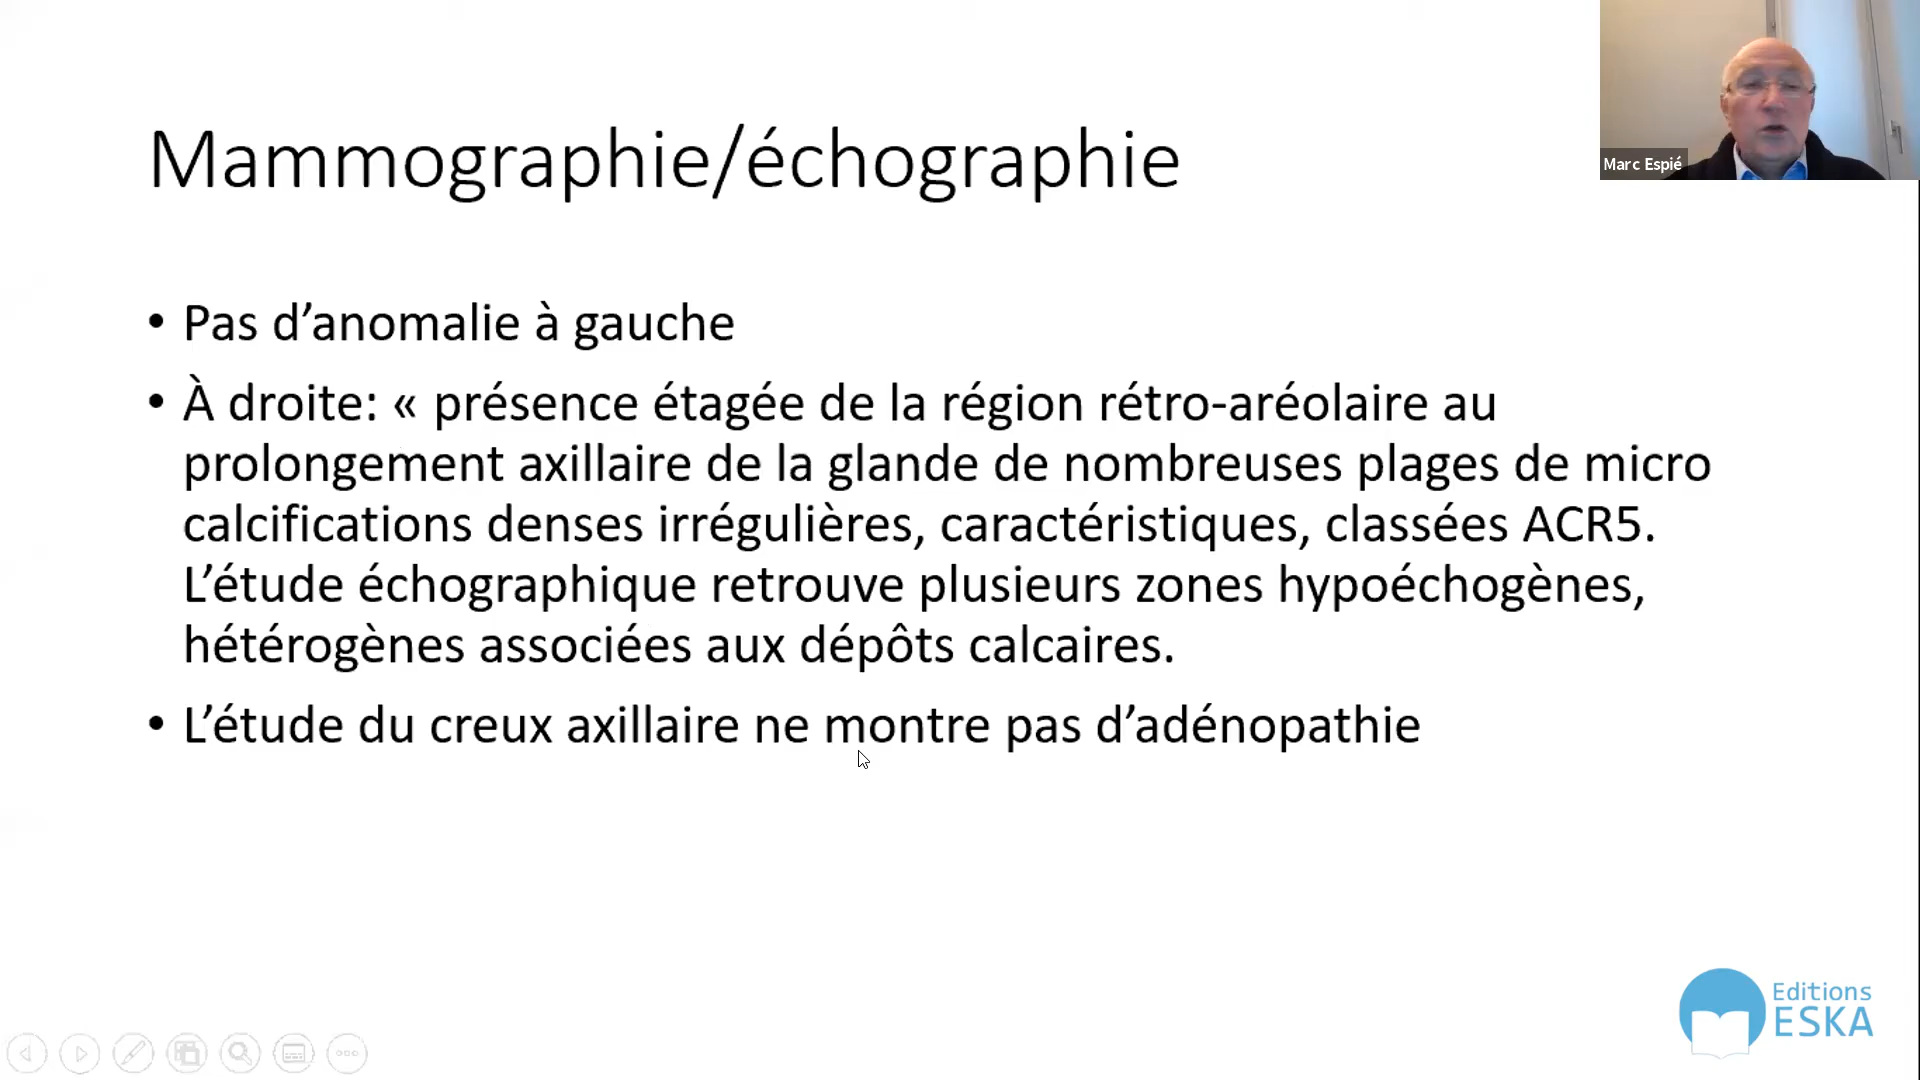 Marc Espié
Mammographie/échographie
• Pas d’anomalie à gauche
• À droite: « présence étagée de la région rétro-aréolaire au
prolongement axillaire de la glande de nombreuses plages de micro
calcifications denses irrégulières, caractéristiques, classées ACR5.
L’étude échographique retrouve plusieurs zones hypoéchogènes,
hétérogènes associées aux dépôts calcaires.
• L’étude du creux axillaire ne montre pas d’adénopathie
Editions
ESKA